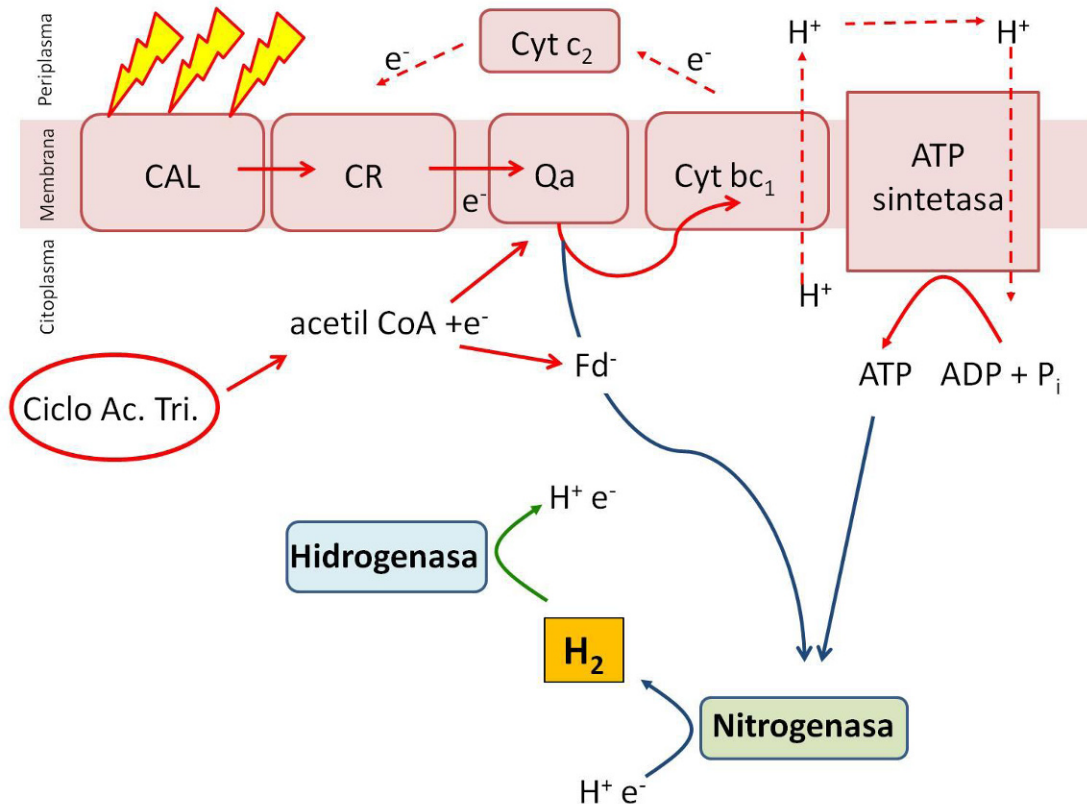 Periplasma
Membrana
Citoplasma
e⁻
Cyt c₂
e⁻
H⁺
H⁺
CAL
CR
e⁻
Qa
Cyt bc₁
ATP
sintetasa
H⁺
acetil CoA +e⁻
Fd⁻
ATP
ADP + Pᵢ
Ciclo Ac. Tri.
H⁺ e⁻
Hidrogenasa
H₂
Nitrogenasa
H⁺ e⁻